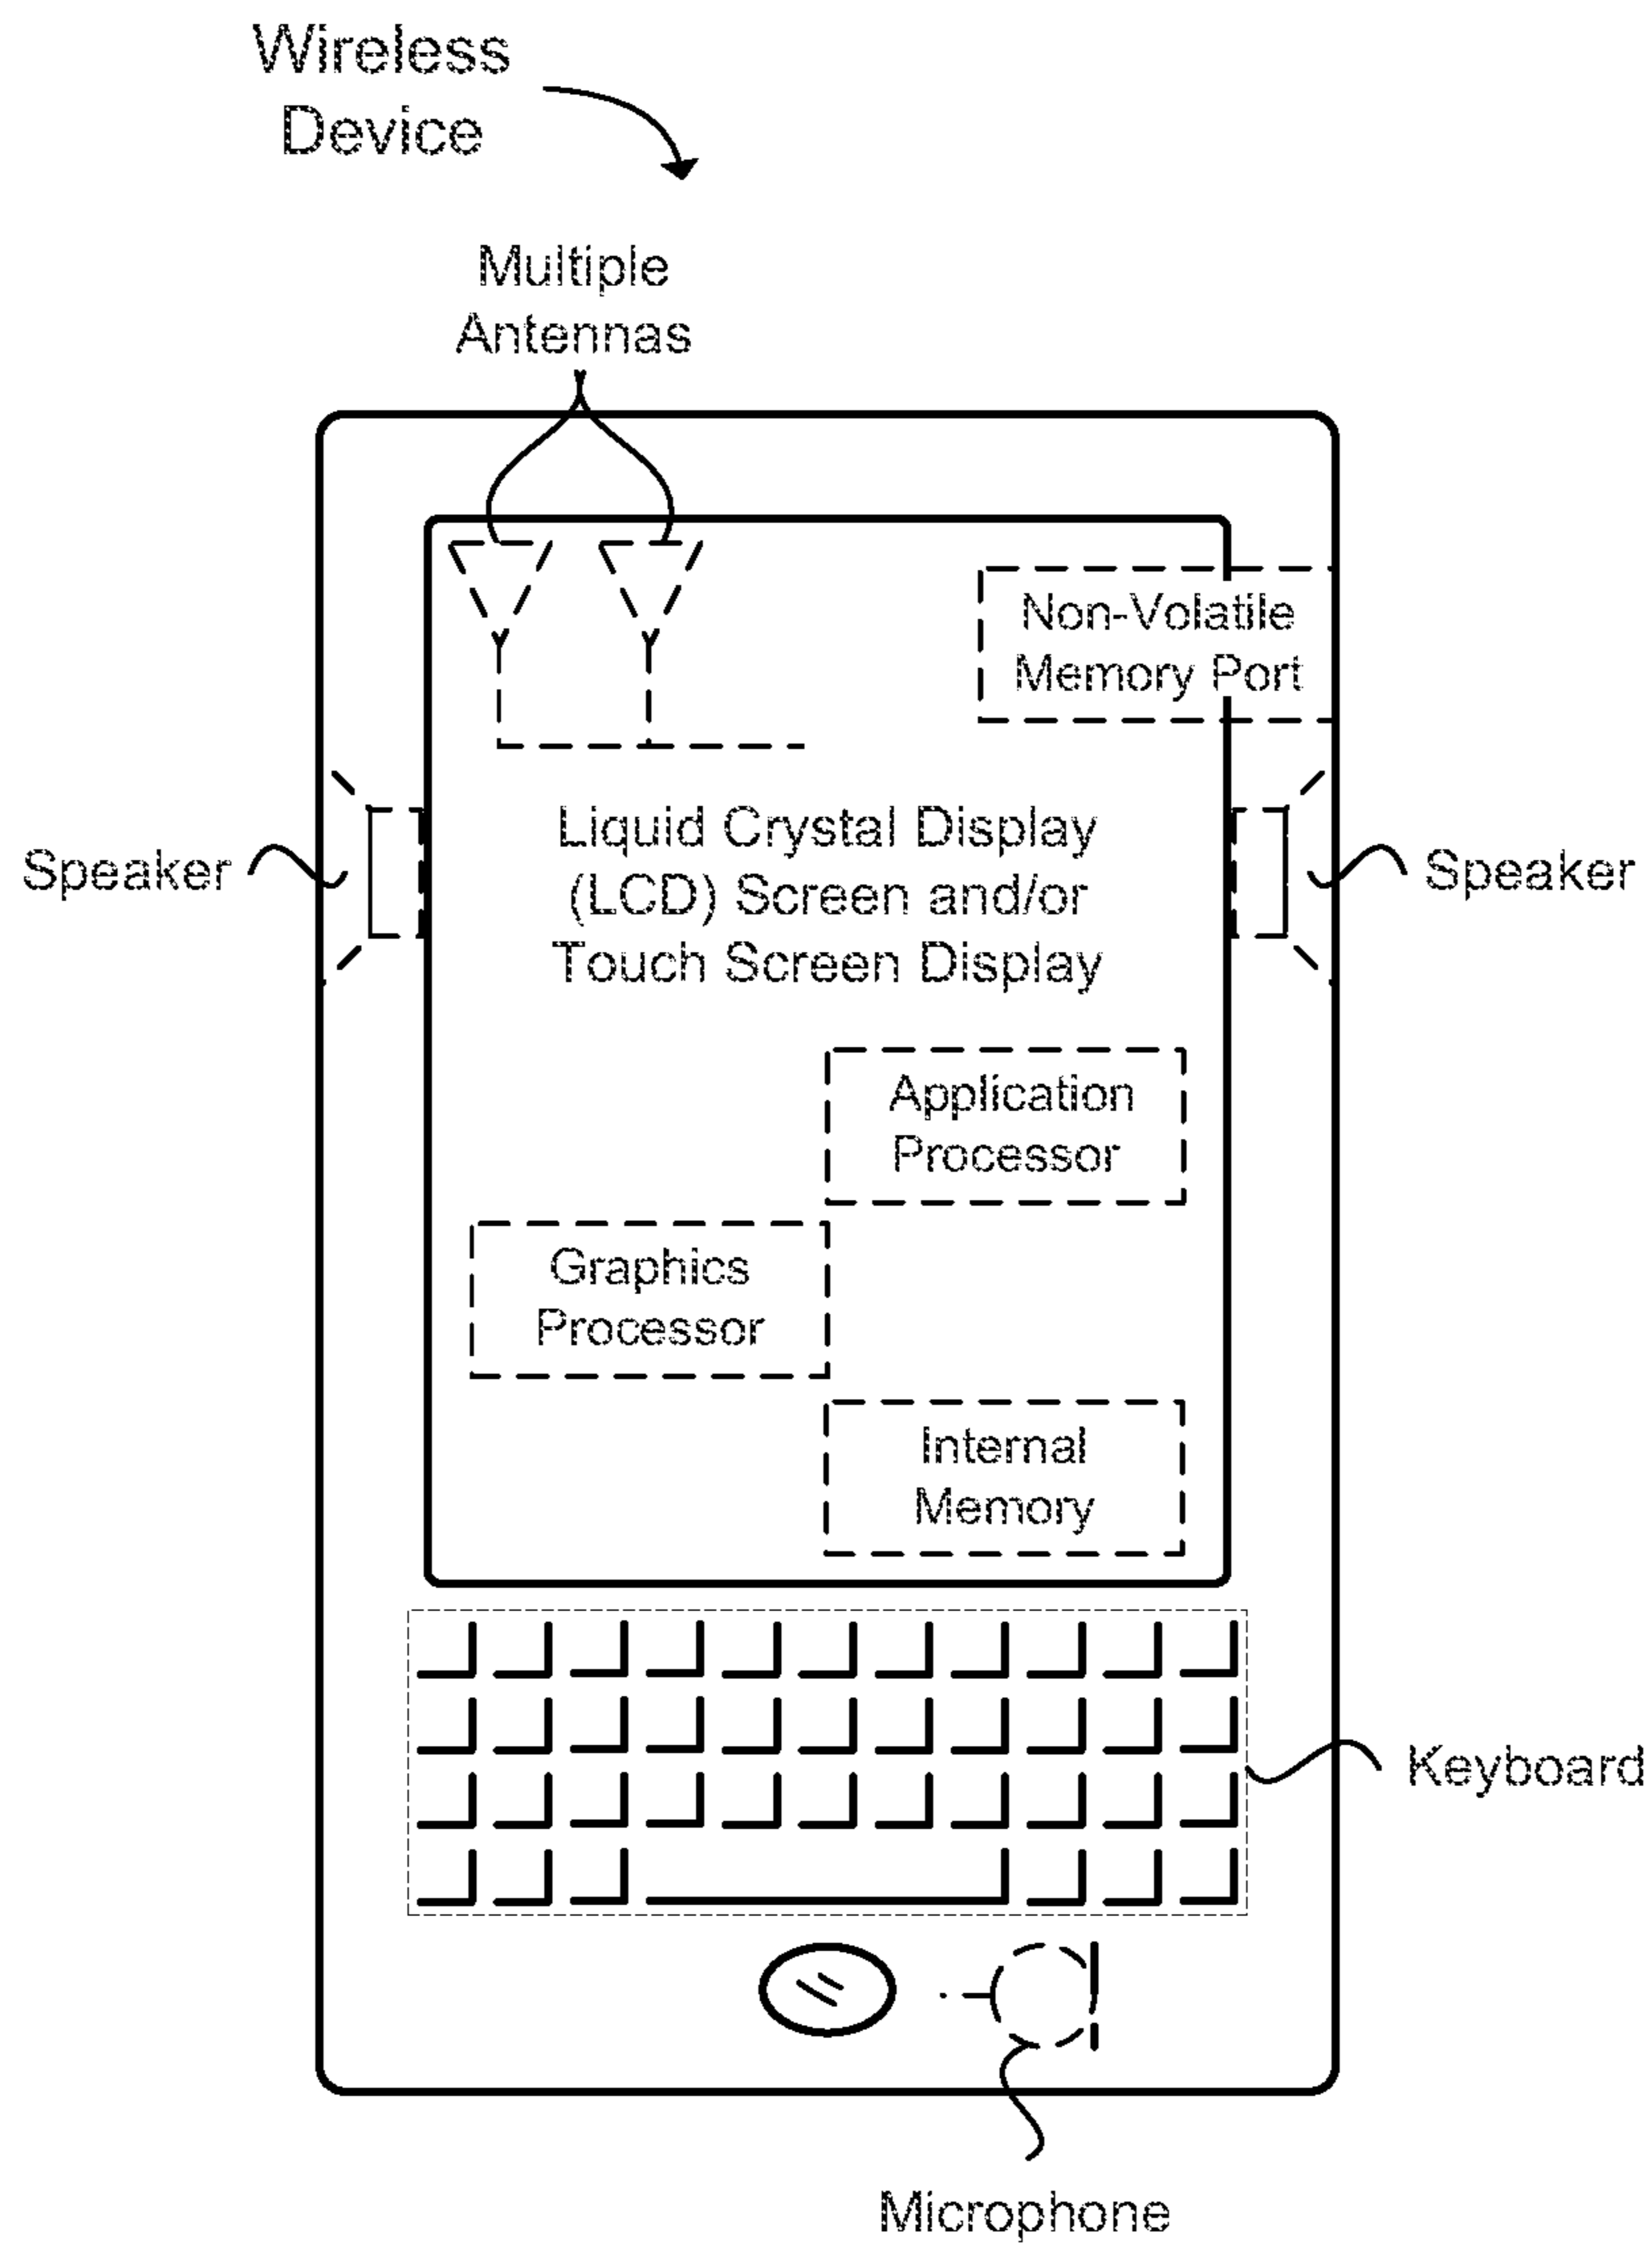 Wireless
Device
Multiple
Antennas
Non-Volatile
Memory Port
Speaker
Liquid Crystal Display
(LCD) Screen and/or
Touch Screen Display
Speaker
Application
Processor
Graphics
Processor
Internal
Memory
Keyboard
Microphone